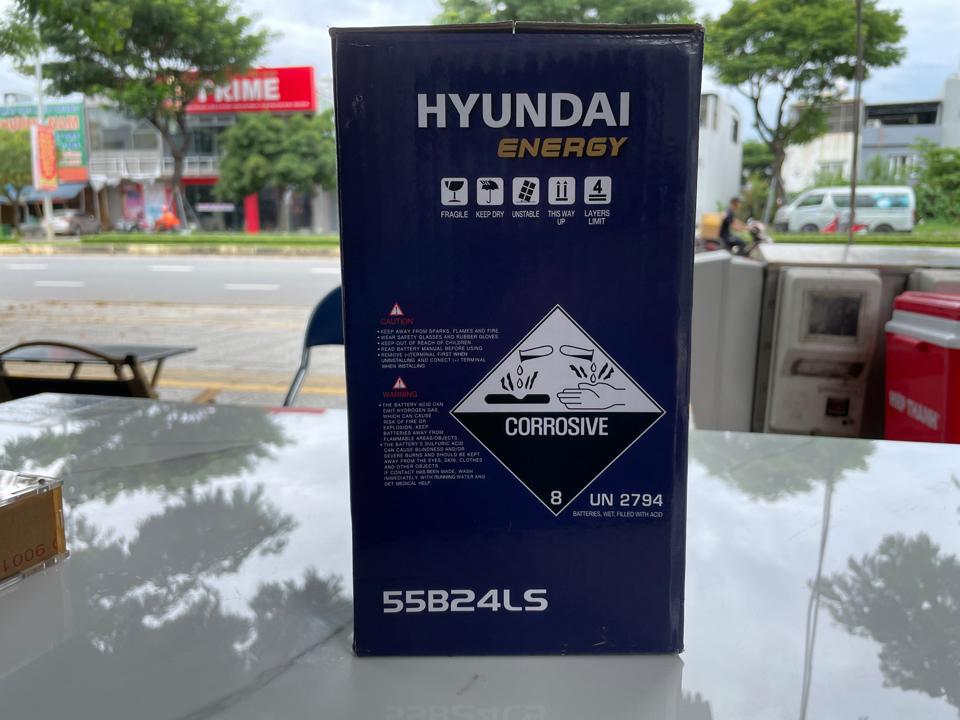 HYUNDAI
ENERGY
FRAGILE
KEEP DRY
UNSTABLE
THIS WAY
UP
4
LAYERS
LIMIT
CAUTION
• KEEP AWAY FROM SPARKS, FLAMES AND FIRE.
• WEAR SAFETY GLASSES AND RUBBER GLOVES
• KEEP OUT OF REACH OF CHILDREN
• READ BATTERY MANUAL BEFORE USING
• REMOVE (-)TERMINAL FIRST WHEN
UNINSTALLING AND CONECT (+) TERMINAL
WHEN INSTALLING
WARNING
• THE BATTERY ACID CAN
EMIT HYDROGEN GAS,
WHICH CAN CAUSE
RISK OF FIRE OR
EXPLOSION. KEEP
BATTERIES AWAY FROM
FLAMMABLE AREAS/OBJECTS.
• THE BATTERY'S SULFURIC ACID
CAN CAUSE BLINDNESS AND/OR
SEVERE BURNS AND SHOULD BE KEPT
AWAY FROM THE EYES, SKIN, CLOTHES
AND OTHER OBJECTS.
IF CONTACT HAS BEEN MADE, WASH
IMMEDIATELY WITH RUNNING WATER AND
GET MEDICAL HELP.
CORROSIVE
8
UN 2794
BATTERIES, WET, FILLED WITH ACID
55B24LS
PRIME
HIỆP THÀNH
9001